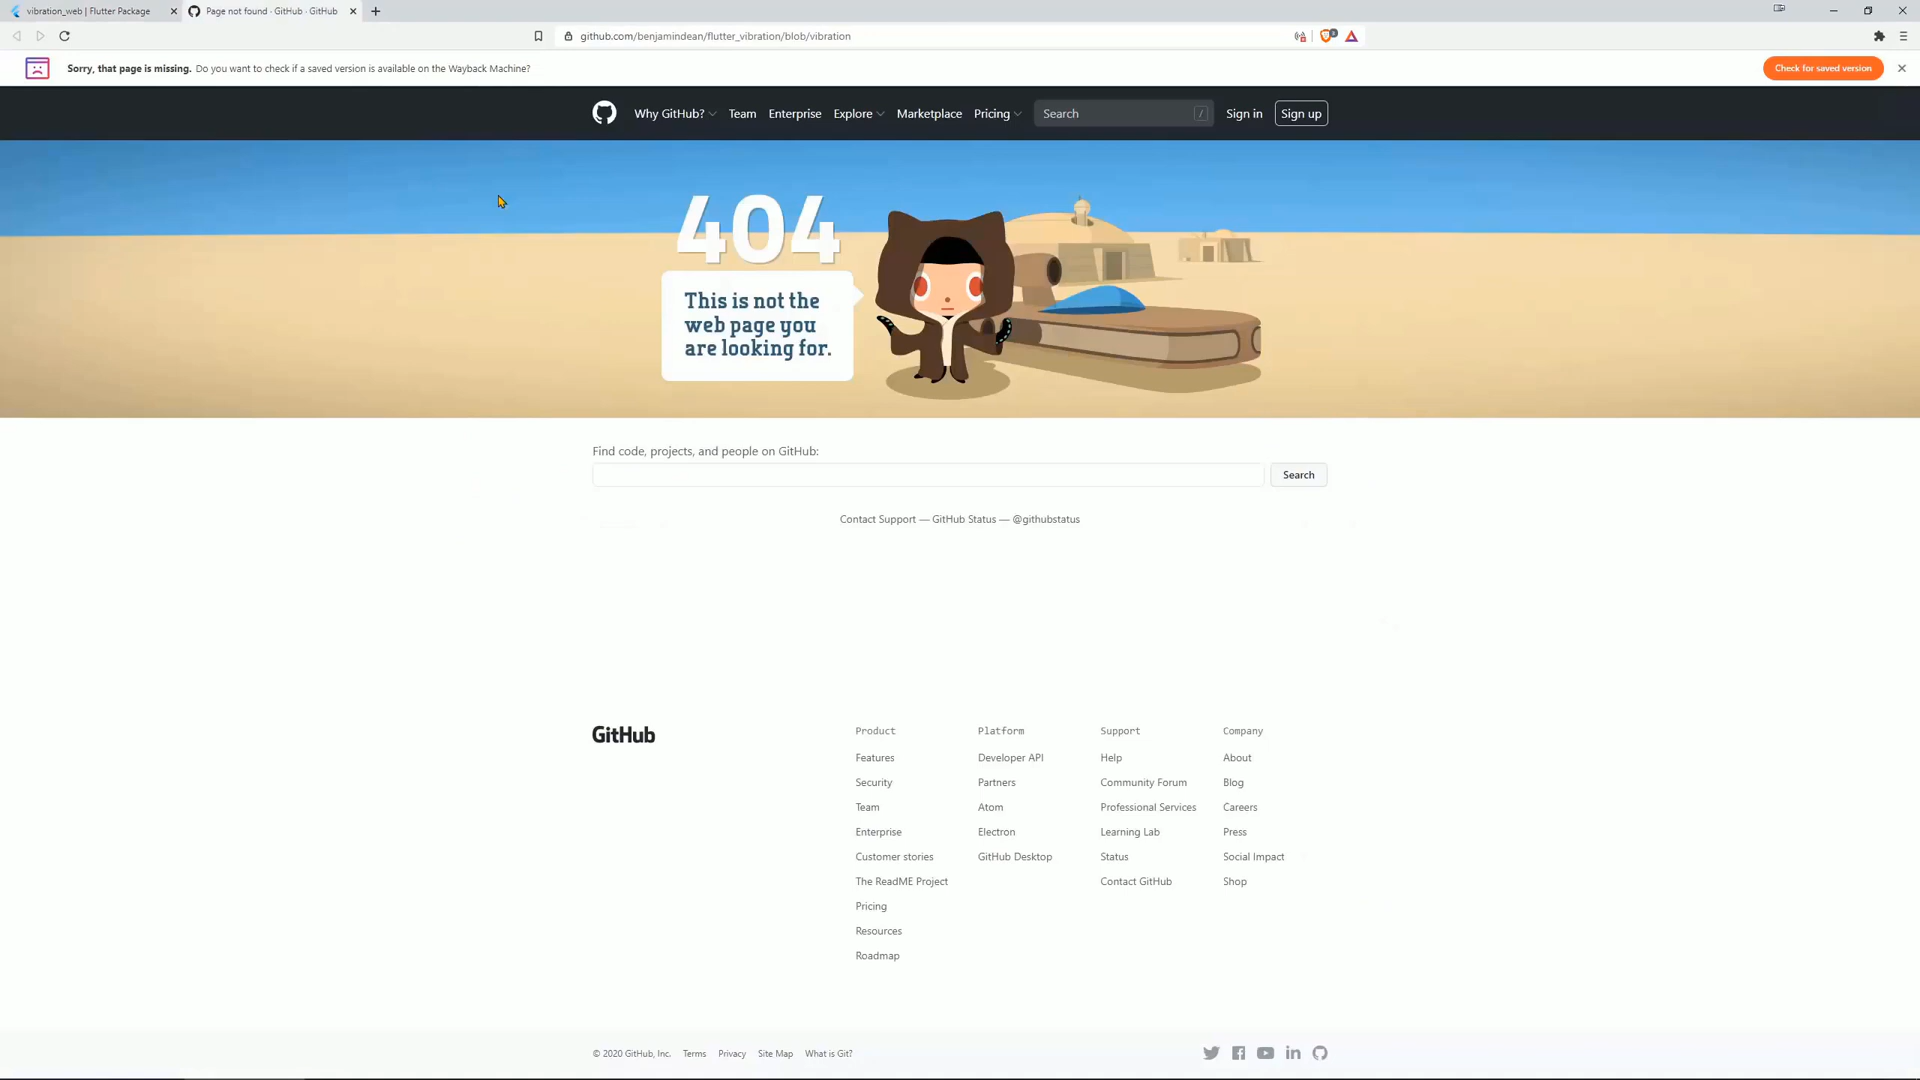 vibration_web | Flutter Package
Page not found · GitHub · GitHub
github.com/benjamindean/flutter_vibration/blob/vibration
Sorry, that page is missing. Do you want to check if a saved version is available on the Wayback Machine?
Check for saved version
Why GitHub? Team Enterprise Explore Marketplace Pricing Search / Sign in Sign up
404
This is not the
web page you
are looking for.
Find code, projects, and people on GitHub:
Search
Contact Support — GitHub Status — @githubstatus
GitHub
Product
Features
Security
Team
Enterprise
Customer stories
The ReadME Project
Pricing
Resources
Roadmap
Platform
Developer API
Partners
Atom
Electron
GitHub Desktop
Support
Help
Community Forum
Professional Services
Learning Lab
Status
Contact GitHub
Company
About
Blog
Careers
Press
Social Impact
Shop
© 2020 GitHub, Inc. Terms Privacy Site Map What is Git?